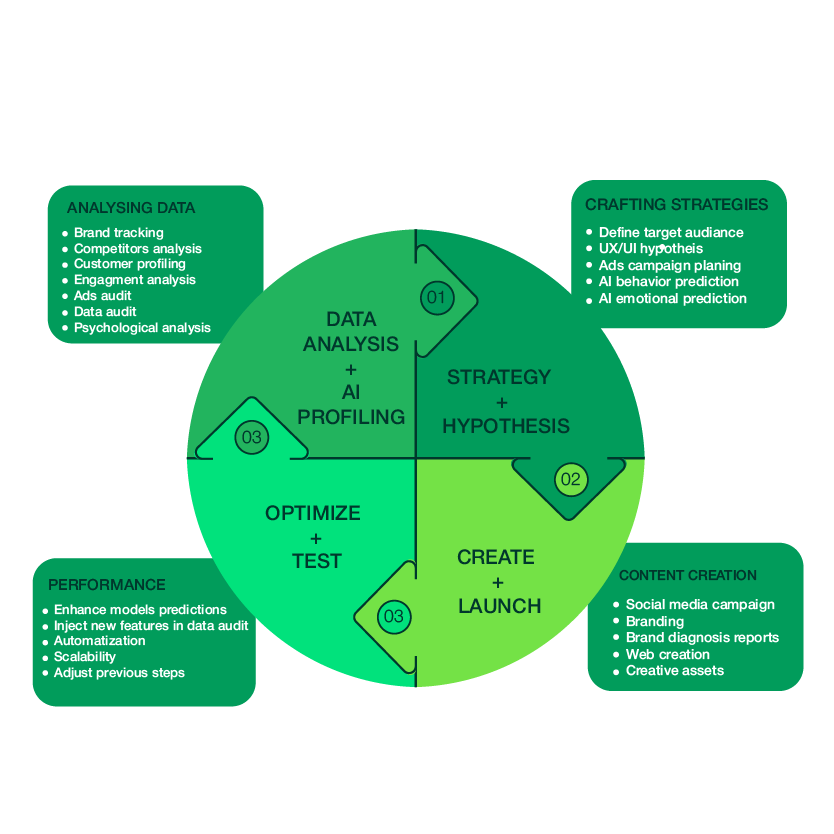 ANALYSING DATA
Brand tracking
Competitors analysis
Customer profiling
Engagment analysis
Ads audit
Data audit
Psychological analysis
CRAFTING STRATEGIES
Define target audiance
UX/UI hypotheis
Ads campaign planing
AI behavior prediction
AI emotional prediction
01
DATA
ANALYSIS
+
AI
PROFILING
STRATEGY
+
HYPOTHESIS
03
02
OPTIMIZE
+
TEST
CREATE
+
LAUNCH
03
PERFORMANCE
Enhance models predictions
Inject new features in data audit
Automatization
Scalability
Adjust previous steps
CONTENT CREATION
Social media campaign
Branding
Brand diagnosis reports
Web creation
Creative assets